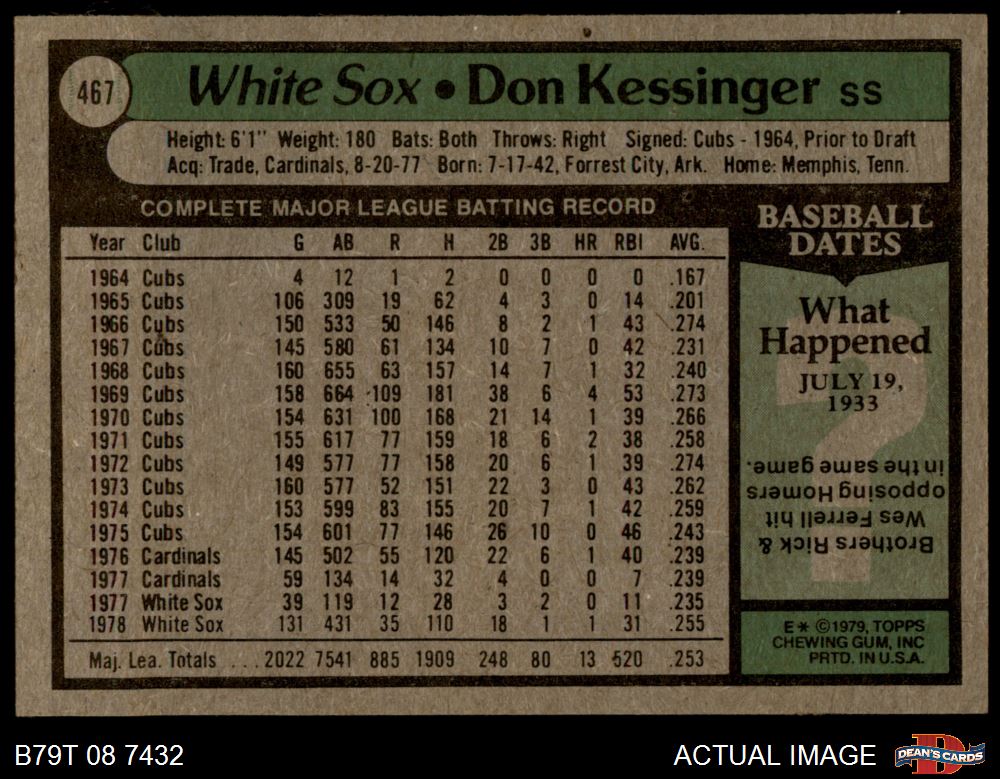 467
White Sox • Don Kessinger SS
Height: 6'1" Weight: 180 Bats: Both Throws: Right Signed: Cubs - 1964, Prior to Draft
Acq: Trade, Cardinals, 8-20-77 Born: 7-17-42, Forrest City, Ark. Home: Memphis, Tenn.
COMPLETE MAJOR LEAGUE BATTING RECORD
Year Club G AB R H 2B 3B HR RBI AVG.
1964 Cubs 4 12 1 2 0 0 0 0 .167
1965 Cubs 106 309 19 62 4 3 0 14 .201
1966 Cubs 150 533 50 146 8 2 1 43 .274
1967 Cubs 145 580 61 134 10 7 0 42 .231
1968 Cubs 160 655 63 157 14 7 1 32 .240
1969 Cubs 158 664 109 181 38 6 4 53 .273
1970 Cubs 154 631 100 168 21 14 1 39 .266
1971 Cubs 155 617 77 159 18 6 2 38 .258
1972 Cubs 149 577 77 158 20 6 1 39 .274
1973 Cubs 160 577 52 151 22 3 0 43 .262
1974 Cubs 153 599 83 155 20 7 1 42 .259
1975 Cubs 154 601 77 146 26 10 0 46 .243
1976 Cardinals 145 502 55 120 22 6 1 40 .239
1977 Cardinals 59 134 14 32 4 0 0 7 .239
1977 White Sox 39 119 12 28 3 2 0 11 .235
1978 White Sox 131 431 35 110 18 1 1 31 .255
Maj. Lea. Totals ...2022 7541 885 1909 248 80 13 520 .253
BASEBALL
DATES
What
Happened
JULY 19,
1933
?
Brothers Rick &
Wes Ferrell hit
opposing Homers
in the same game.
E* ©1979, TOPPS
CHEWING GUM, INC
PRTD. IN U.S.A.
B79T 08 7432
ACTUAL IMAGE
D
DEAN'S CARDS